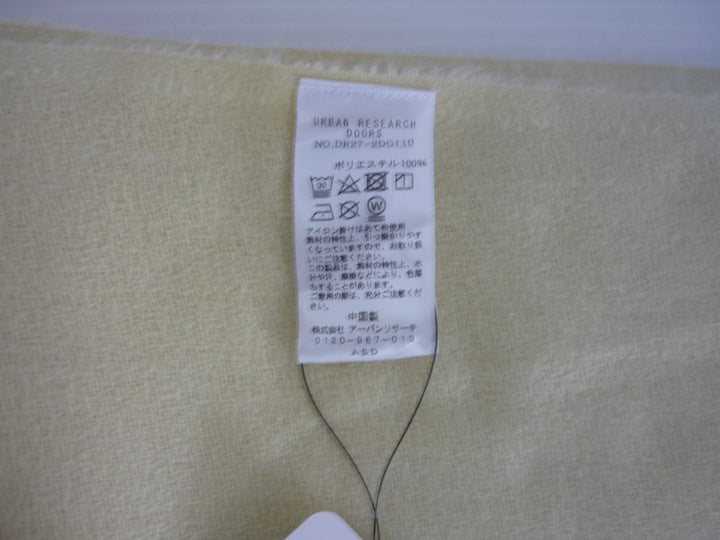 URBAN RESEARCH
DOORS
NO.DR27-2DG110
ポリエステル100%
30
W
アイロン掛けはあて布使用
素材の特性上、引っ掛かりやす
くなっていますので、お取り扱
いにご注意ください。
この製品は、素材の特性上、水
分や汗、摩擦などにより、色落
ちすることがあります。
ご着用の際は、充分ご注意くだ
さい。
中国製
株式会社 アーバンリサーチ
0120-967-013
ASD